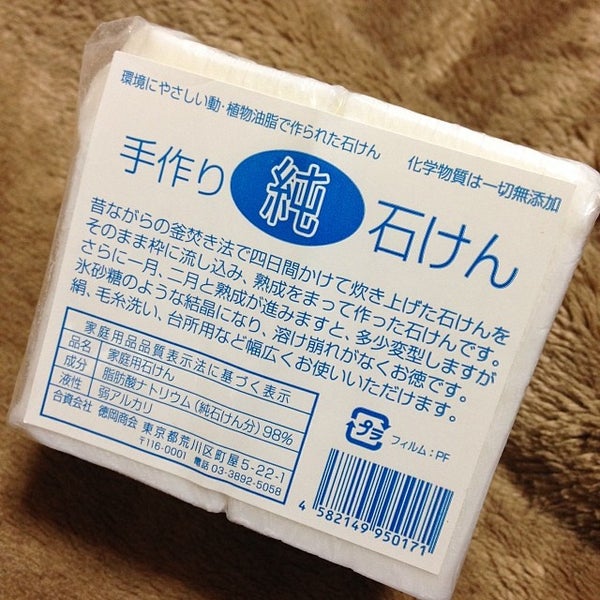 環境にやさしい動・植物油脂で作られた石けん　化学物質は一切無添加
手作り 純 石けん
昔ながらの釜焚き法で四日間かけて炊き上げた石けんを
そのまま枠に流し込み、熟成をまって作った石けんです。
さらに一月、二月と熟成が進みますと、多少変型しますが
氷砂糖のような結晶になり、溶け崩れがなくお徳です。
絹、毛糸洗い、台所用など幅広くお使いいただけます。
家庭用品品質表示法に基づく表示
品名 家庭用石けん
成分 脂肪酸ナトリウム(純石けん分)98%
液性 弱アルカリ
合資会社 徳岡商会 東京都荒川区町屋5-22-1
〒116-0001 電話 03-3892-5058
プラ フィルム:PF
4 582149 950171